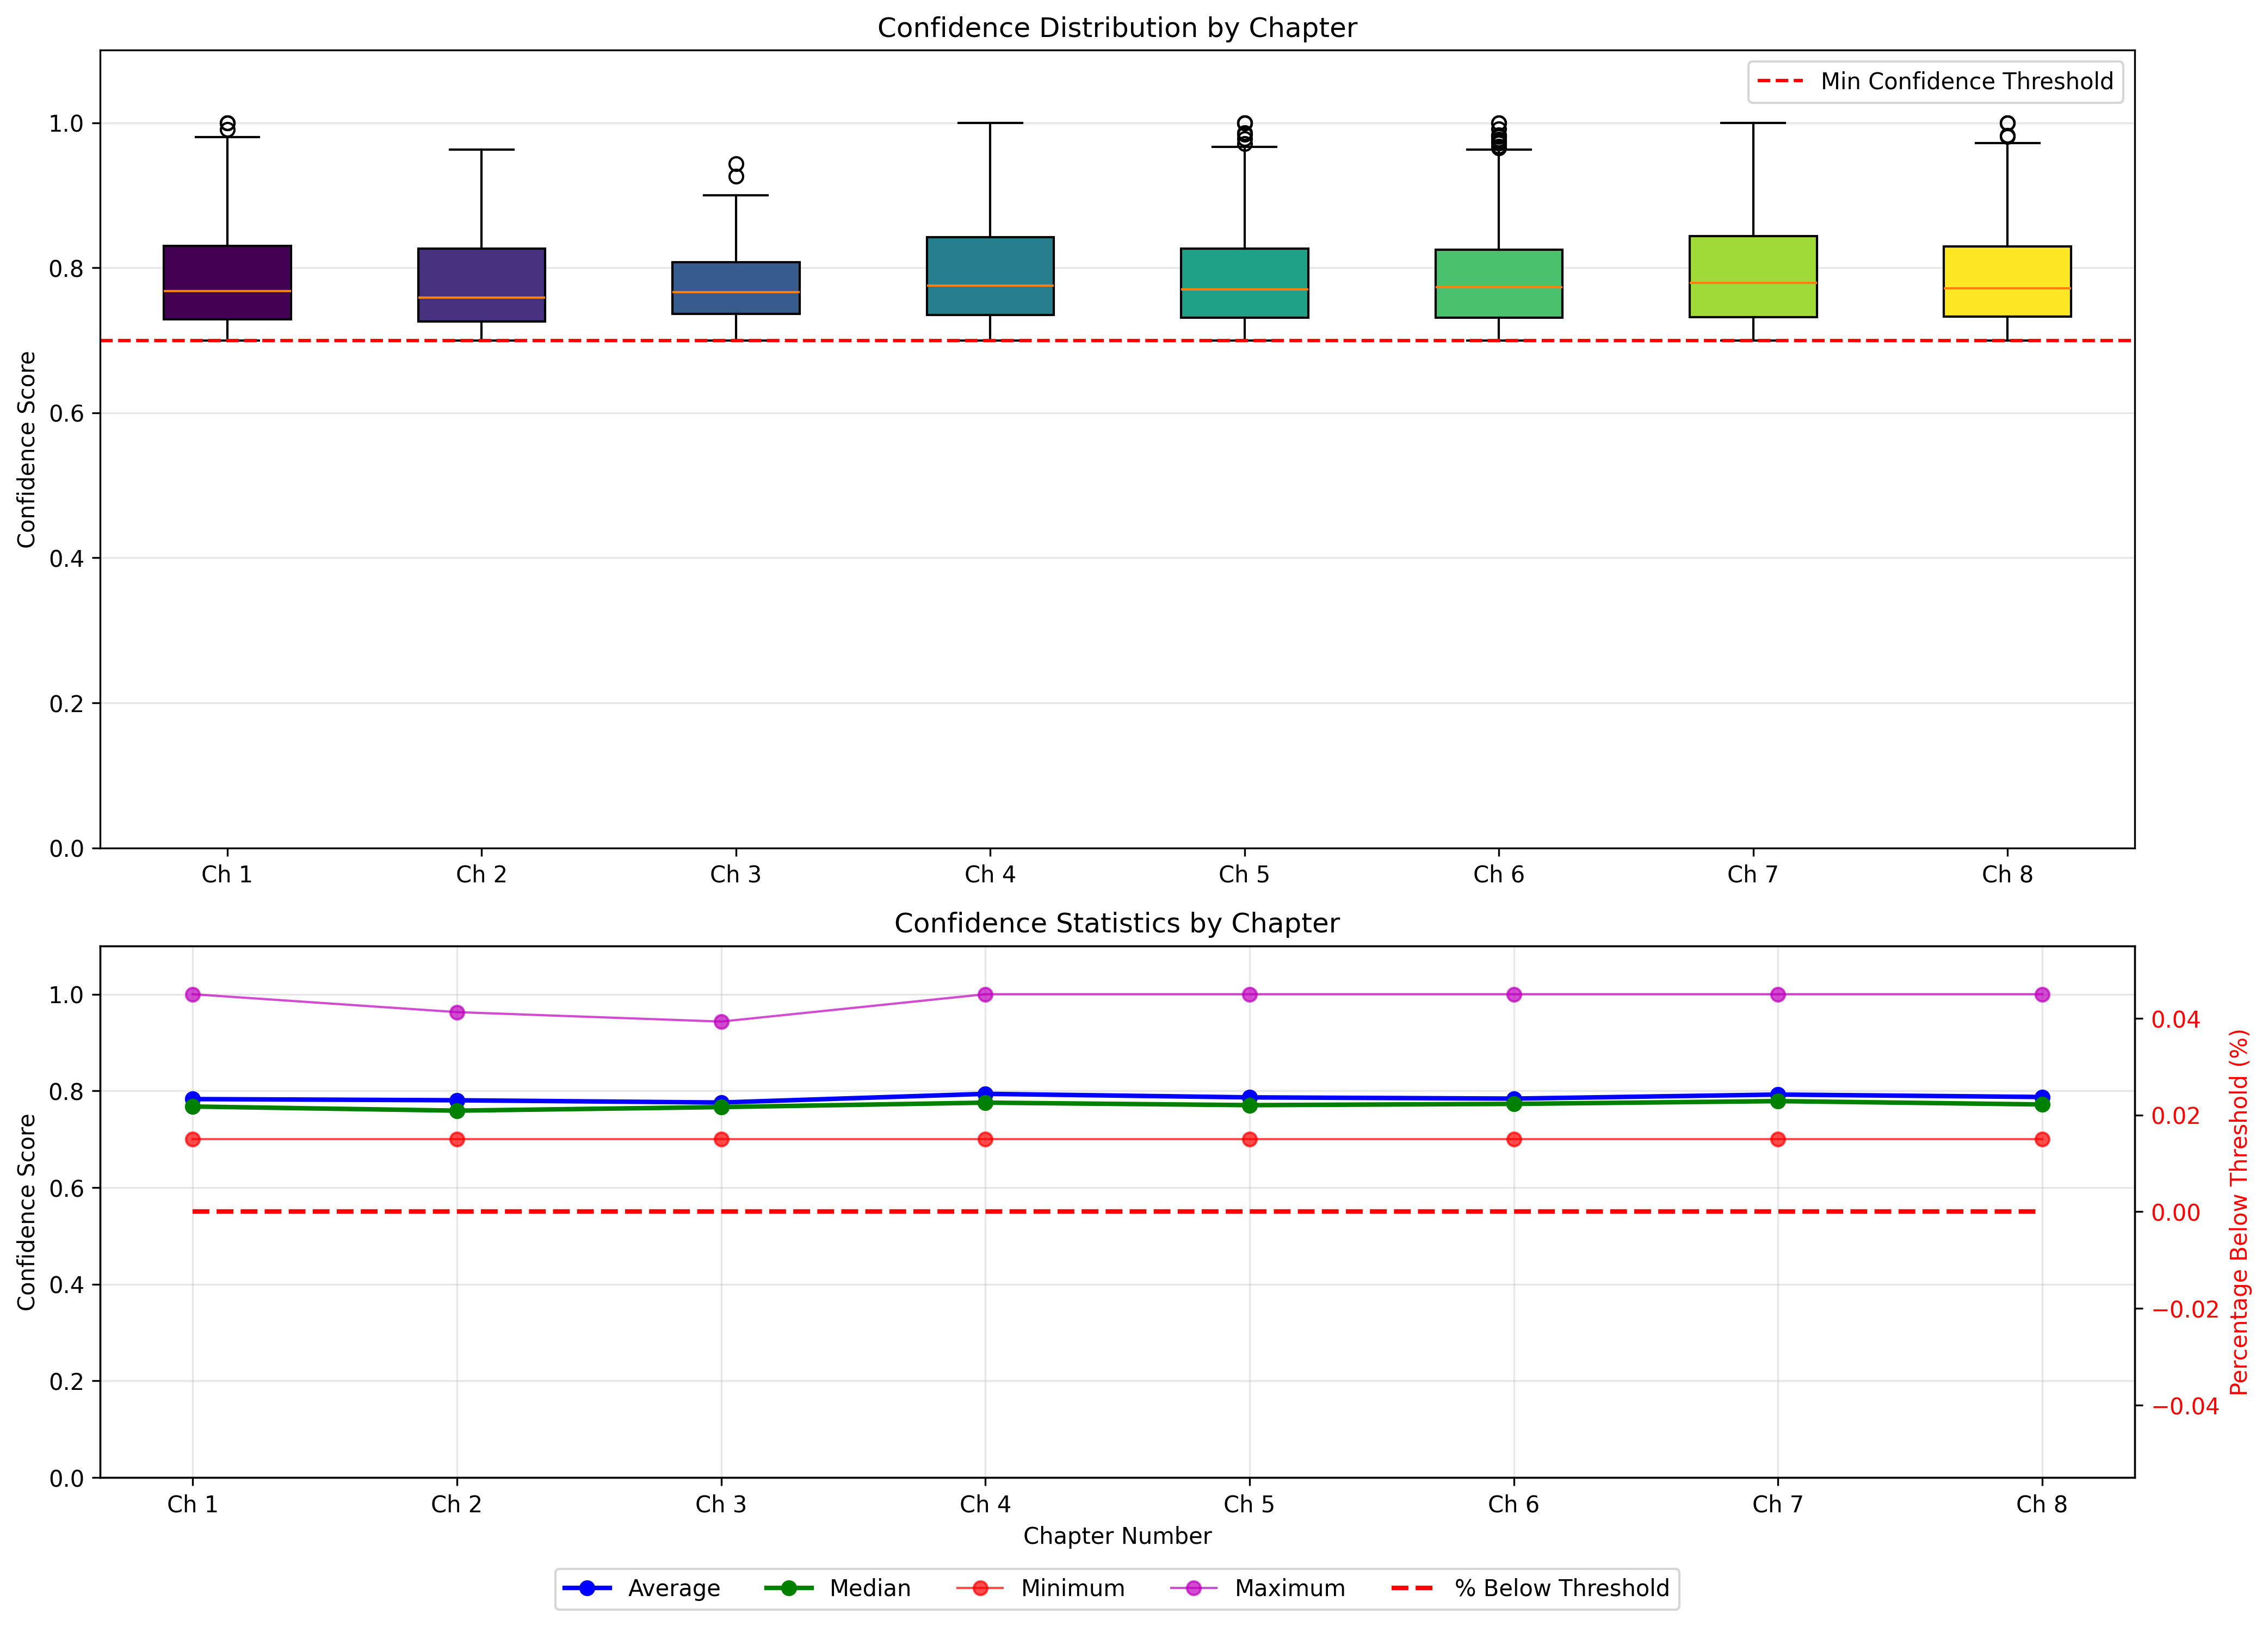 Confidence Distribution by Chapter
Min Confidence Threshold
Confidence Score
1.0
0.8
0.6
0.4
0.2
0.0
Ch 1 Ch 2 Ch 3 Ch 4 Ch 5 Ch 6 Ch 7 Ch 8
Confidence Statistics by Chapter
Confidence Score
1.0
0.8
0.6
0.4
0.2
0.0
0.04
0.02
0.00
−0.02
−0.04
Percentage Below Threshold (%)
Ch 1 Ch 2 Ch 3 Ch 4 Ch 5 Ch 6 Ch 7 Ch 8
Chapter Number
Average Median Minimum Maximum % Below Threshold